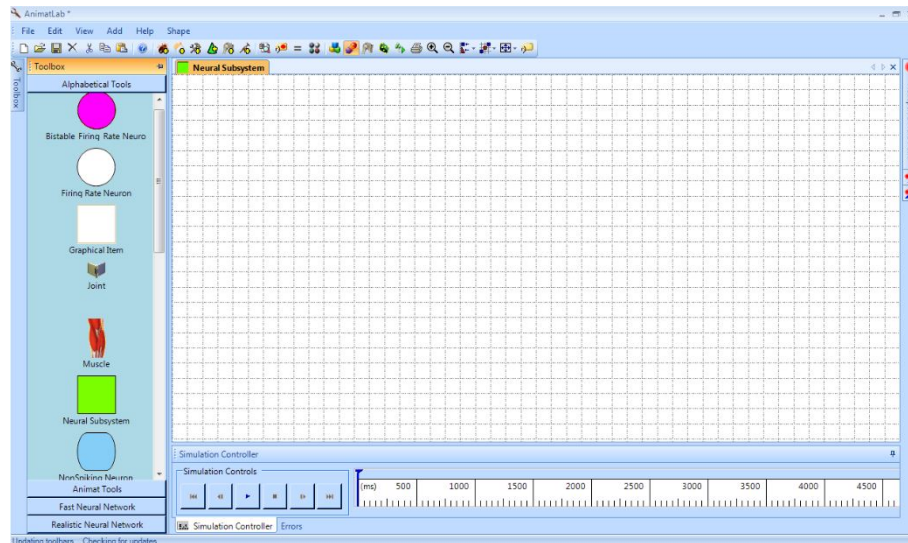 AnimatLab *
File Edit View Add Help Shape
Toolbox
Toolbox
Alphabetical Tools
Bistable Firing Rate Neuro
Firing Rate Neuron
Graphical Item
Joint
Muscle
Neural Subsystem
NonSpiking Neuron
Animat Tools
Fast Neural Network
Realistic Neural Network
Neural Subsystem
Simulation Controller
Simulation Controls
(ms) 500 1000 1500 2000 2500 3000 3500 4000 4500
Simulation Controller Errors
Updating toolbars Checking for updates